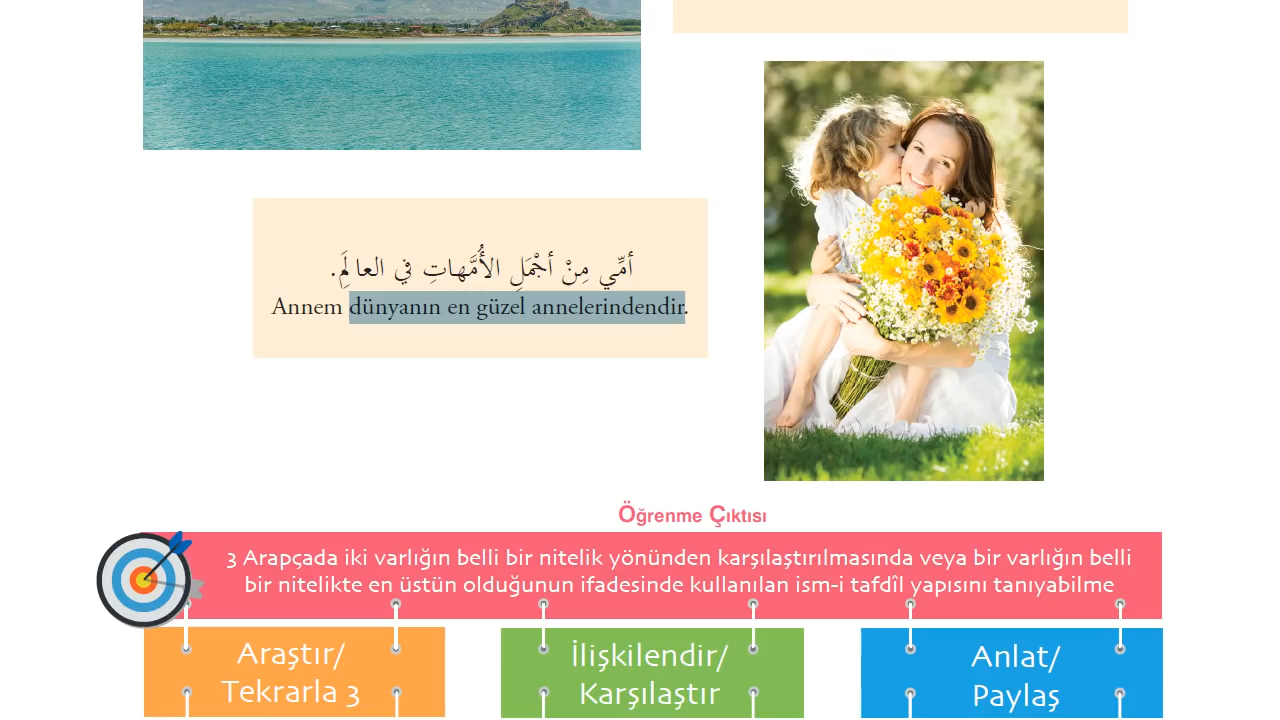 أمِّي مِنْ أجْمَلِ الأُمَّهاتِ في العالَمِ.
Annem dünyanın en güzel annelerindendir.
Öğrenme Çıktısı
3 Arapçada iki varlığın belli bir nitelik yönünden karşılaştırılmasında veya bir varlığın belli
bir nitelikte en üstün olduğunun ifadesinde kullanılan ism-i tafdîl yapısını tanıyabilme
Araştır/
Tekrarla 3
İlişkilendir/
Karşılaştır
Anlat/
Paylaş